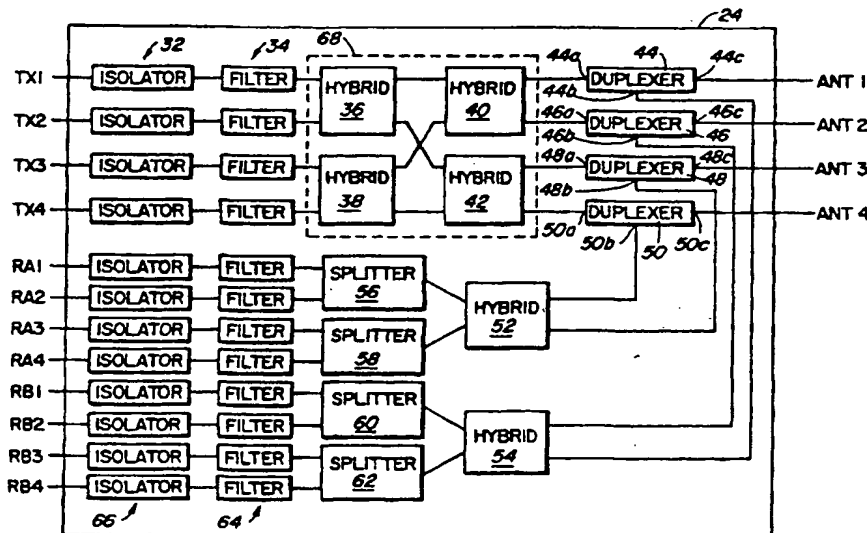 24
32 34 68 44a 44 44c
TX1 ISOLATOR FILTER HYBRID 36 HYBRID 40 DUPLEXER ANT 1
44b
TX2 ISOLATOR FILTER 46a DUPLEXER 46c ANT 2
46b 46
TX3 ISOLATOR FILTER HYBRID 38 HYBRID 42 48a DUPLEXER 48c ANT 3
48b 48
TX4 ISOLATOR FILTER DUPLEXER ANT 4
50a 50b 50 50c
RA1 ISOLATOR FILTER SPLITTER 56
RA2 ISOLATOR FILTER
HYBRID 52
RA3 ISOLATOR FILTER SPLITTER 58
RA4 ISOLATOR FILTER
RB1 ISOLATOR FILTER SPLITTER 60
RB2 ISOLATOR FILTER
HYBRID 54
RB3 ISOLATOR FILTER SPLITTER 62
RB4 ISOLATOR FILTER
66 64